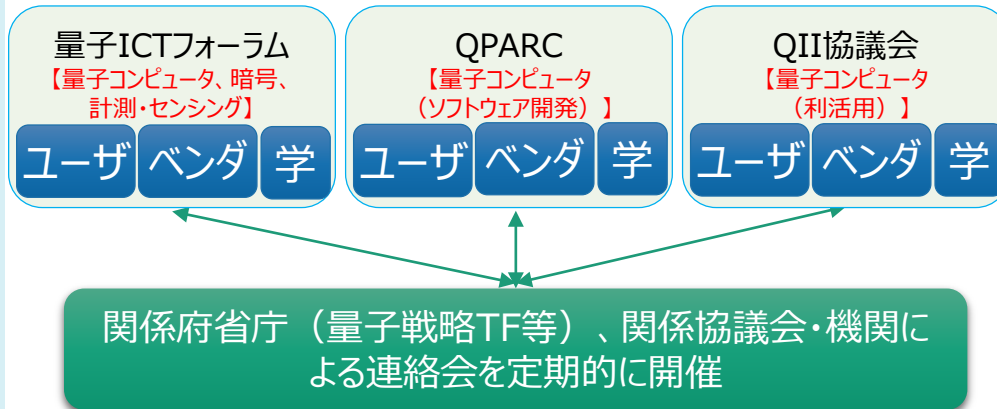 量子ICTフォーラム
【量子コンピュータ、暗号、
計測・センシング】
ユーザ ベンダ 学
QPARC
【量子コンピュータ
（ソフトウェア開発）】
ユーザ ベンダ 学
QII協議会
【量子コンピュータ
（利活用）】
ユーザ ベンダ 学
関係府省庁（量子戦略TF等）、関係協議会・機関に
よる連絡会を定期的に開催